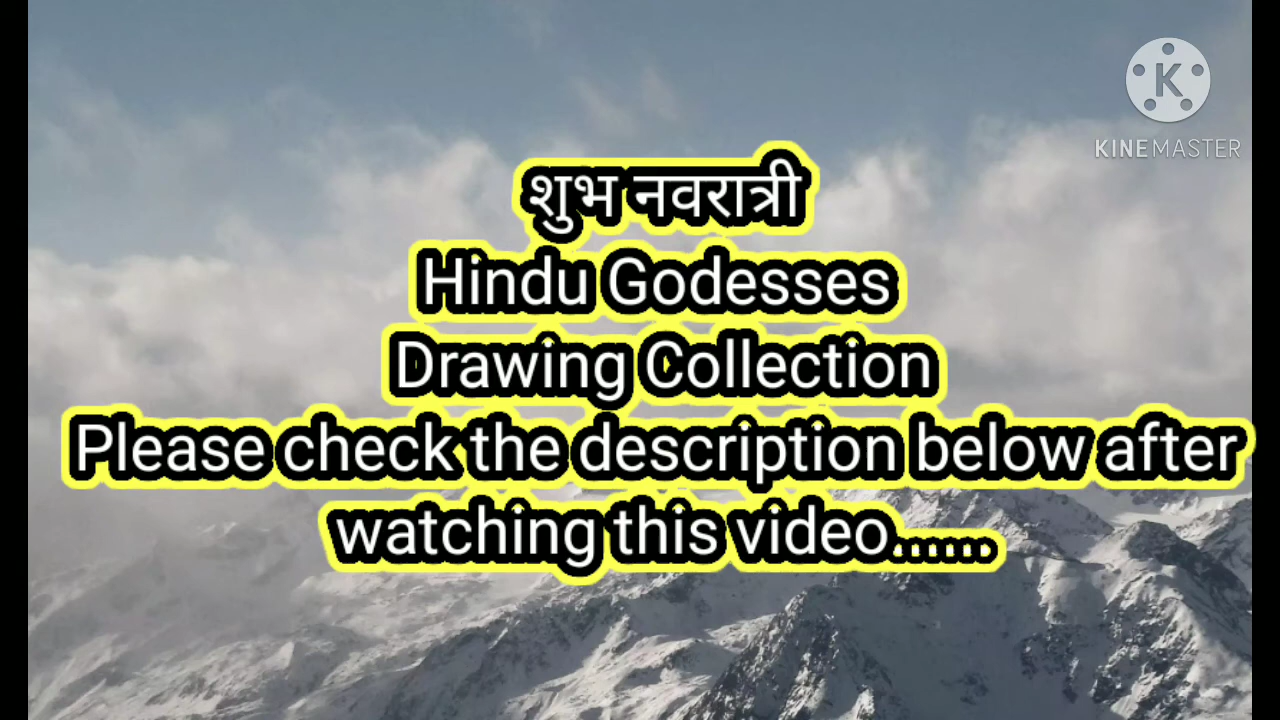 KINEMASTER
शुभ नवरात्री
Hindu Godesses
Drawing Collection
Please check the description below after
watching this video......